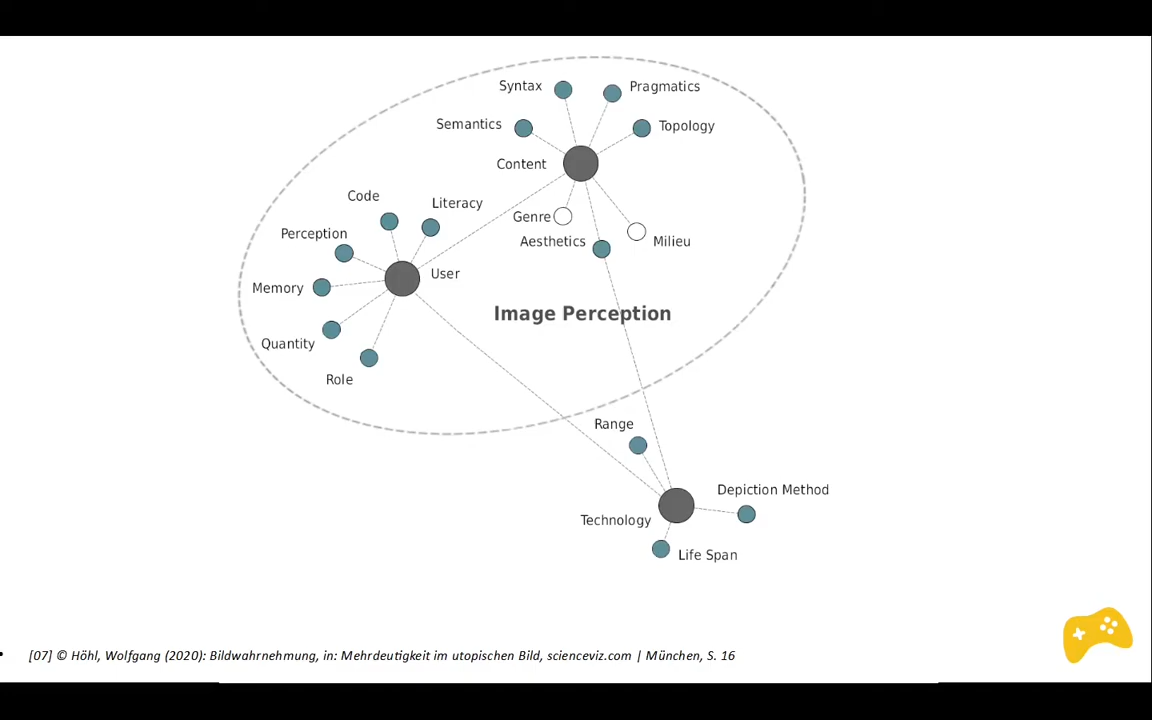 Syntax
Pragmatics
Semantics
Topology
Content
Code
Literacy
Genre
Perception
Aesthetics
Milieu
User
Memory
Image Perception
Quantity
Role
Range
Depiction Method
Technology
Life Span
• [07] © Höhl, Wolfgang (2020): Bildwahrnehmung, in: Mehrdeutigkeit im utopischen Bild, scienceviz.com | München, S. 16